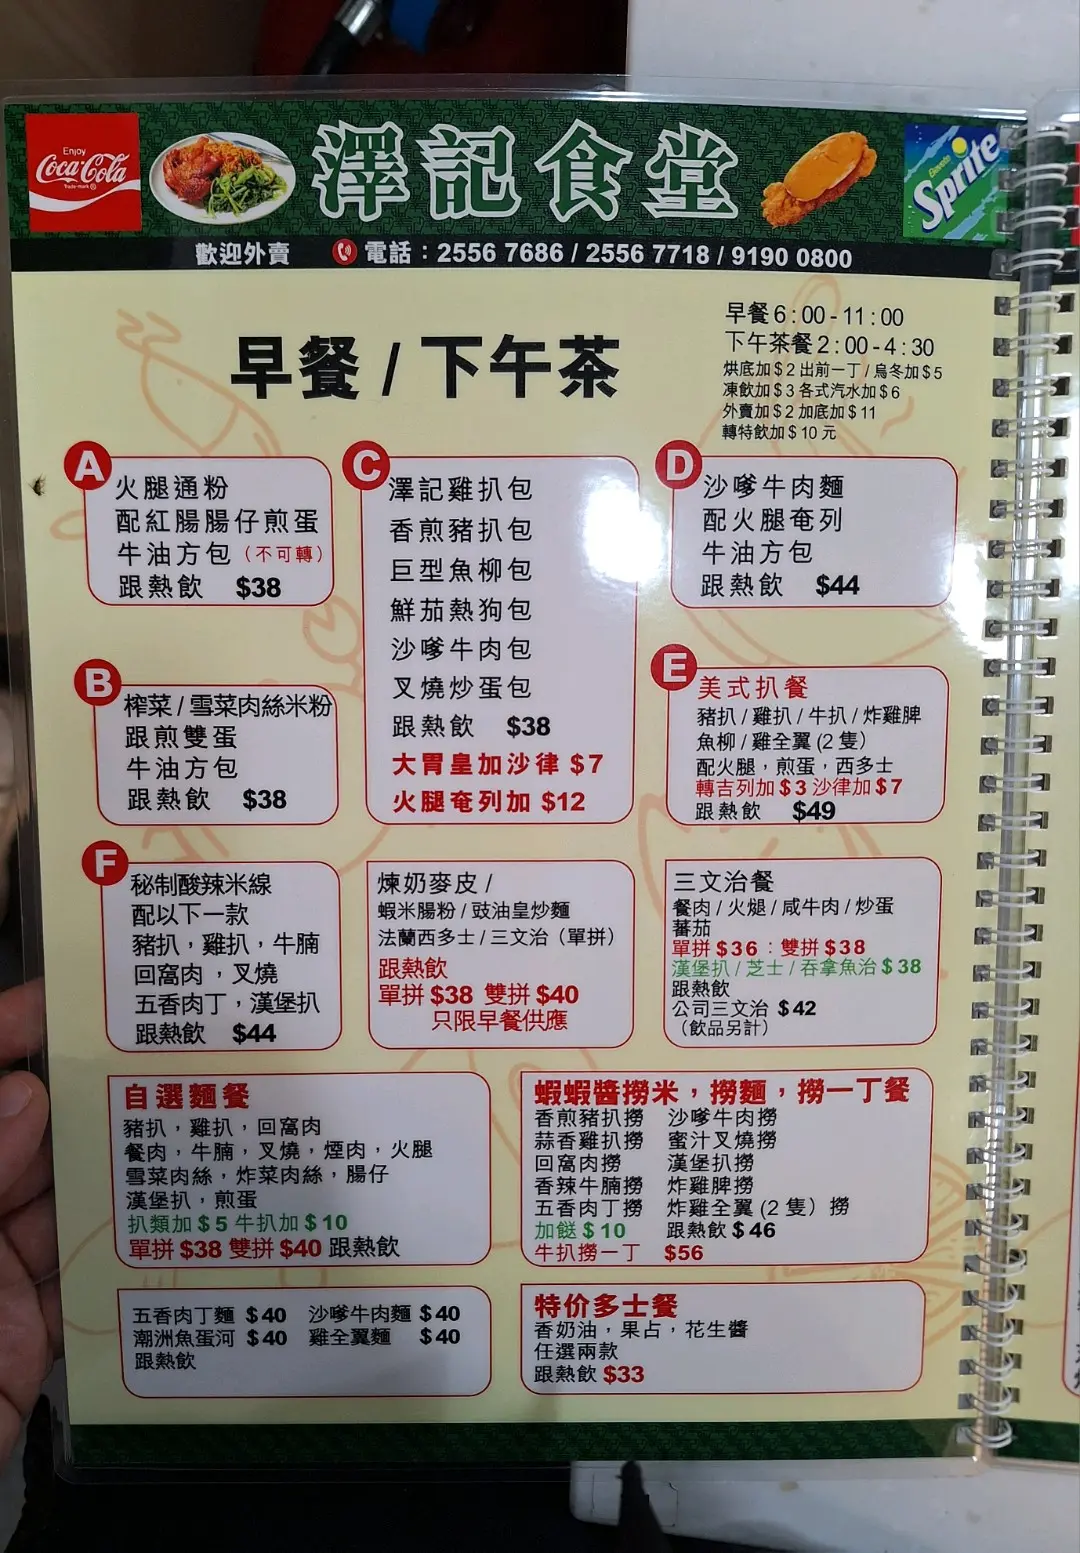 Enjoy
Coca-Cola
Trade-mark ®
澤記食堂
Sprite
歡迎外賣 電話：2556 7686 / 2556 7718 / 9190 0800
早餐 / 下午茶
早餐 6：00 - 11：00
下午茶餐 2：00 - 4：30
烘底加＄2 出前一丁 / 烏冬加＄5
凍飲加＄3 各式汽水加＄6
外賣加＄2 加底加＄11
轉特飲加＄10 元
A
火腿通粉
配紅腸腸仔煎蛋
牛油方包（不可轉）
跟熱飲 $38
B
榨菜 / 雪菜肉絲米粉
跟煎雙蛋
牛油方包
跟熱飲 $38
C
澤記雞扒包
香煎豬扒包
巨型魚柳包
鮮茄熱狗包
沙嗲牛肉包
叉燒炒蛋包
跟熱飲 $38
大胃皇加沙律 $7
火腿奄列加 $12
D
沙嗲牛肉麵
配火腿奄列
牛油方包
跟熱飲 $44
E
美式扒餐
豬扒 / 雞扒 / 牛扒 / 炸雞脾
魚柳 / 雞全翼 (2 隻）
配火腿，煎蛋，西多士
轉吉列加＄3 沙律加＄7
跟熱飲 $49
F
秘制酸辣米線
配以下一款
豬扒，雞扒，牛腩
回窩肉，叉燒
五香肉丁，漢堡扒
跟熱飲 $44
煉奶麥皮 /
蝦米腸粉 / 豉油皇炒麵
法蘭西多士 / 三文治（單拼）
跟熱飲
單拼 $38 雙拼 $40
只限早餐供應
三文治餐
餐肉 / 火腿 / 咸牛肉 / 炒蛋
蕃茄
單拼＄36：雙拼＄38
漢堡扒 / 芝士 / 吞拿魚治＄38
跟熱飲
公司三文治 ＄42
（飲品另計）
自選麵餐
豬扒，雞扒，回窩肉
餐肉，牛腩，叉燒，煙肉，火腿
雪菜肉絲，炸菜肉絲，腸仔
漢堡扒，煎蛋
扒類加＄5 牛扒加＄10
單拼 $38 雙拼 $40 跟熱飲
蝦蝦醬撈米，撈麵，撈一丁餐
香煎豬扒撈 沙嗲牛肉撈
蒜香雞扒撈 蜜汁叉燒撈
回窩肉撈 漢堡扒撈
香辣牛腩撈 炸雞脾撈
五香肉丁撈 炸雞全翼 (2 隻）撈
加餸＄10 跟熱飲＄46
牛扒撈一丁 $56
五香肉丁麵 ＄40 沙嗲牛肉麵 ＄40
潮洲魚蛋河 ＄40 雞全翼麵 ＄40
跟熱飲
特价多士餐
香奶油，果占，花生醬
任選兩款
跟熱飲 $33